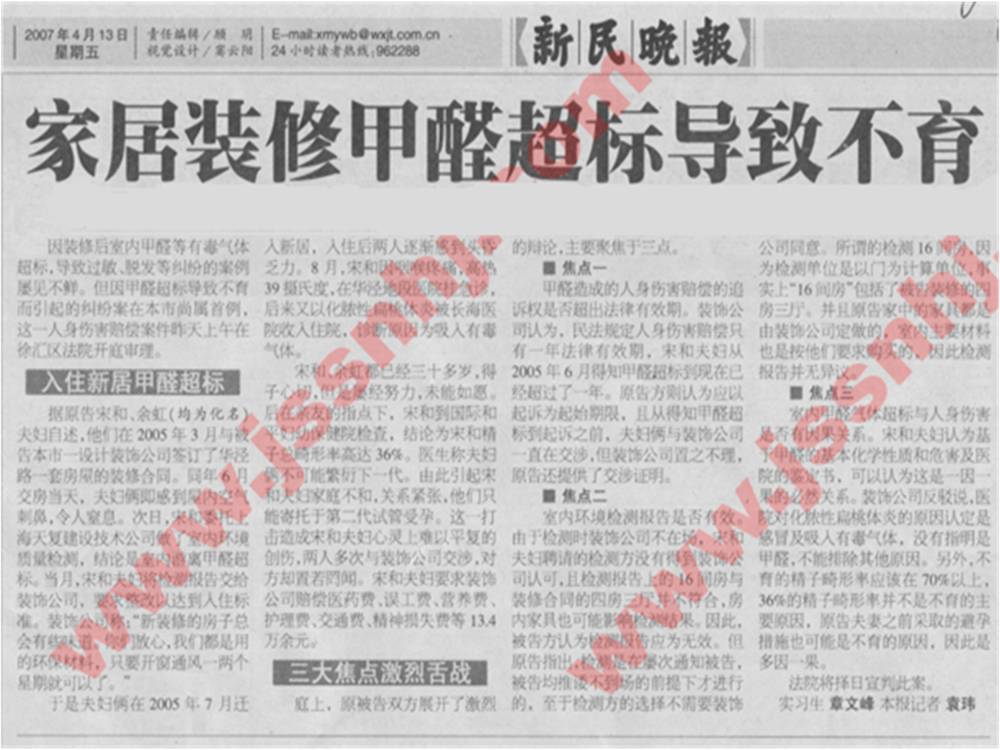 2007年4月13日
星期五
责任编辑／顾 玥
视觉设计／窦云阳
E-mail:xmywb@wxjt.com.cn
24小时读者热线:962288
新民晚报
家居装修甲醛超标导致不育
因装修后室内甲醛等有毒气体
超标,导致过敏、脱发等纠纷的案例
屡见不鲜。但因甲醛超标导致不育
而引起的纠纷案在本市尚属首例,
这一人身伤害赔偿案件昨天上午在
徐汇区法院开庭审理。
入住新居甲醛超标
据原告宋和、余虹(均为化名)
夫妇自述,他们在2005年3月与被
告本市一设计装饰公司签订了华泾
路一套房屋的装修合同。同年6月
交房当天，夫妇俩即感到屋内空气
刺鼻,令人窒息。次日,宋和委托上
海天复建设技术公司做了室内环境
质量检测，结论是室内游离甲醛超
标。当月,宋和夫妇将检测报告交给
装饰公司，要求整改以达到入住标
准。装饰公司称:“新装修的房子总
会有些味道,你们放心,我们都是用
的环保材料，只要开窗通风一两个
星期就可以了。”
于是夫妇俩在2005年7月迁
入新居，入住后两人逐渐感到头昏
乏力。8月,宋和因咽喉疼痛,高热
39摄氏度,在华泾地段医院挂急诊,
后来又以化脓性扁桃体炎被长海医
院收入住院，诊断原因为吸入有毒
气体。
宋和、余虹都已经三十多岁,得
子心切,但是屡经努力,未能如愿。
后在亲友的指点下，宋和到国际和
平妇幼保健院检查，结论为宋和精
子总畸形率高达36%。医生称夫妇
俩不可能繁衍下一代。由此引起宋
和夫妇家庭不和,关系紧张,他们只
能寄托于第二代试管受孕。这一打
击造成宋和夫妇心灵上难以平复的
创伤,两人多次与装饰公司交涉,对
方却置若罔闻。宋和夫妇要求装饰
公司赔偿医药费、误工费、营养费、
护理费、交通费、精神损失费等13.4
万余元。
三大焦点激烈舌战
庭上，原被告双方展开了激烈
的辩论,主要聚焦于三点。
■ 焦点一
甲醛造成的人身伤害赔偿的追
诉权是否超出法律有效期。装饰公
司认为，民法规定人身伤害赔偿只
有一年法律有效期，宋和夫妇从
2005年6月得知甲醛超标到现在已
经超过了一年。原告方则认为应以
起诉为起始期限，且从得知甲醛超
标到起诉之前，夫妇俩与装饰公司
一直在交涉,但装饰公司置之不理,
原告还提供了交涉证明。
■ 焦点二
室内环境检测报告是否有效。
由于检测时装饰公司不在场，宋和
夫妇聘请的检测方没有得到装饰公
司认可,且检测报告上的16间房与
装修合同的四房三厅并不符合,房
内家具也可能影响检测结果。因此,
被告方认为检测报告应为无效。但
原告指出,检测是在屡次通知被告,
被告均推诿不到场的前提下才进行
的，至于检测方的选择不需要装饰
公司同意。所谓的检测16间房,因
为检测单位是以门为计算单位,事
实上“16间房”包括了被告装修的四
房三厅。并且原告家中的家具都是
由装饰公司定做的，室内主要材料
也是按他们要求购买的，因此检测
报告并无异议。
■ 焦点三
室内甲醛气体超标与人身伤害
是否有因果关系。宋和夫妇认为基
于甲醛的基本化学性质和危害及医
院的鉴定书，可以认为这是一因一
果的必然关系。装饰公司反驳说,医
院对化脓性扁桃体炎的原因认定是
感冒及吸入有毒气体，没有指明是
甲醛,不能排除其他原因。另外,不
育的精子畸形率应该在70%以上,
36%的精子畸形率并不是不育的主
要原因，原告夫妻之前采取的避孕
措施也可能是不育的原因，因此是
多因一果。
法院将择日宣判此案。
实习生 章文峰 本报记者 袁玮
www.jssnhj.com
www.jssnhj